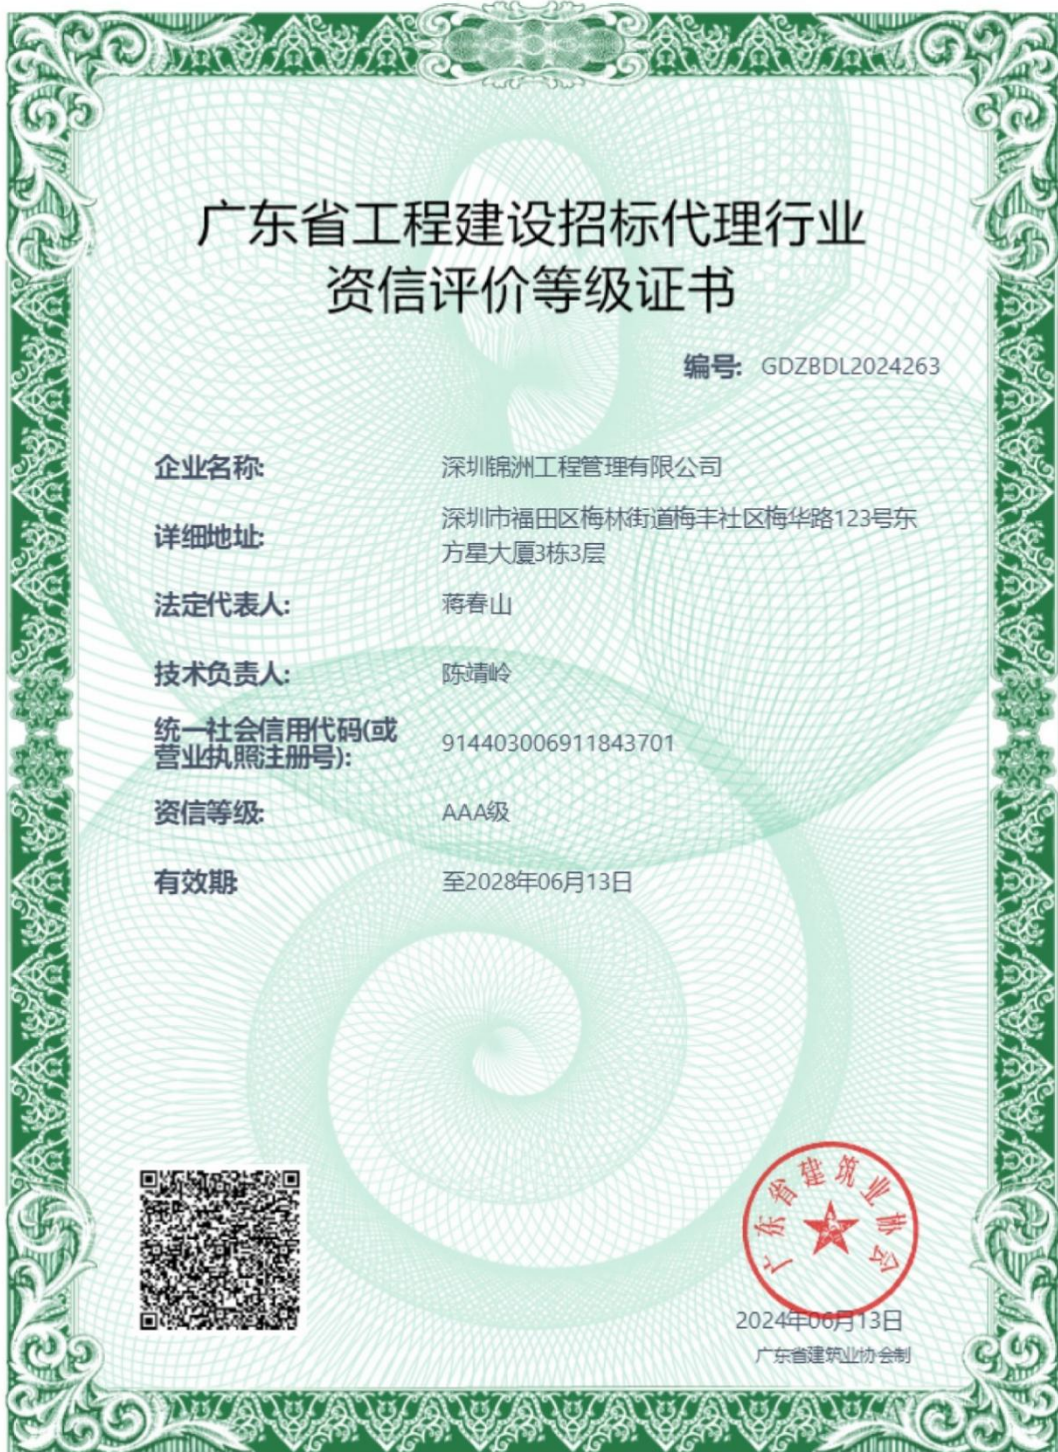 广东省工程建设招标代理行业
资信评价等级证书
编号: GDZBDL2024263
企业名称: 深圳锦洲工程管理有限公司
详细地址: 深圳市福田区梅林街道梅丰社区梅华路123号东
方星大厦3栋3层
法定代表人: 蒋春山
技术负责人: 陈靖岭
统一社会信用代码(或
营业执照注册号): 914403006911843701
资信等级: AAA级
有效期: 至2028年06月13日
广东省建筑业协会
2024年06月13日
广东省建筑业协会制